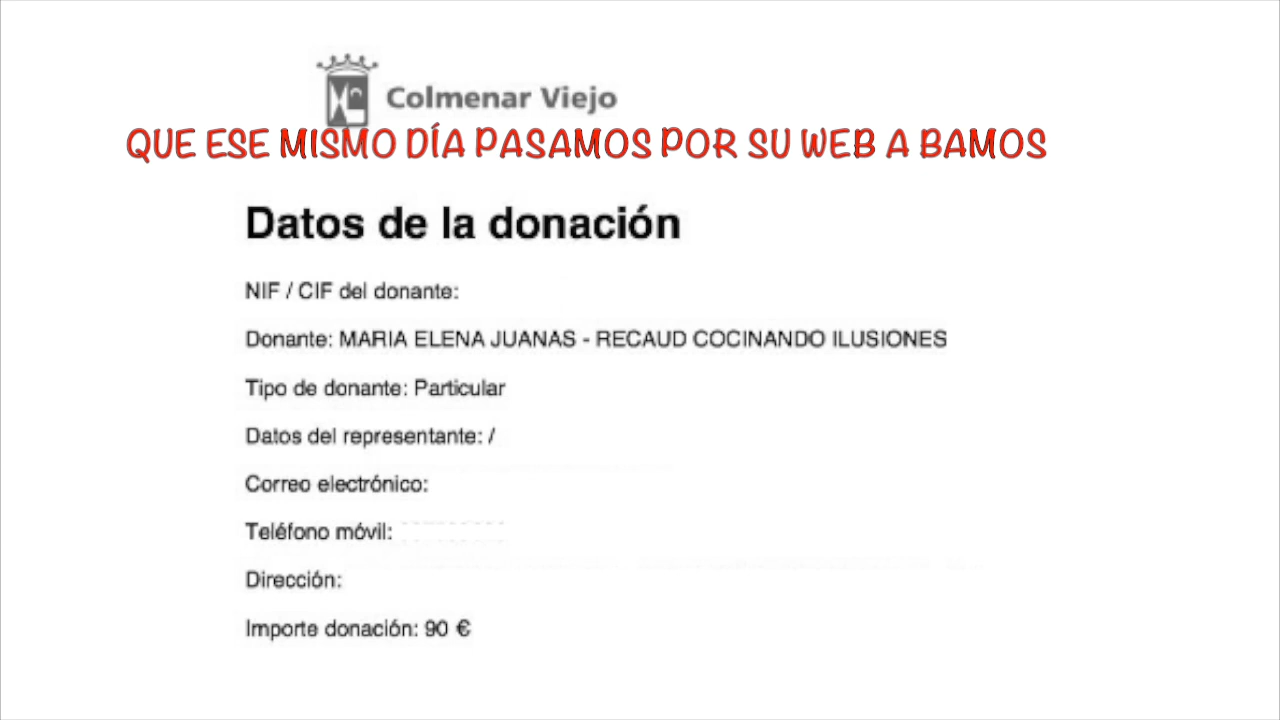 Colmenar Viejo
QUE ESE MISMO DÍA PASAMOS POR SU WEB A BAMOS
Datos de la donación
NIF / CIF del donante:
Donante: MARIA ELENA JUANAS - RECAUD COCINANDO ILUSIONES
Tipo de donante: Particular
Datos del representante: /
Correo electrónico:
Teléfono móvil:
Dirección:
Importe donación: 90 €